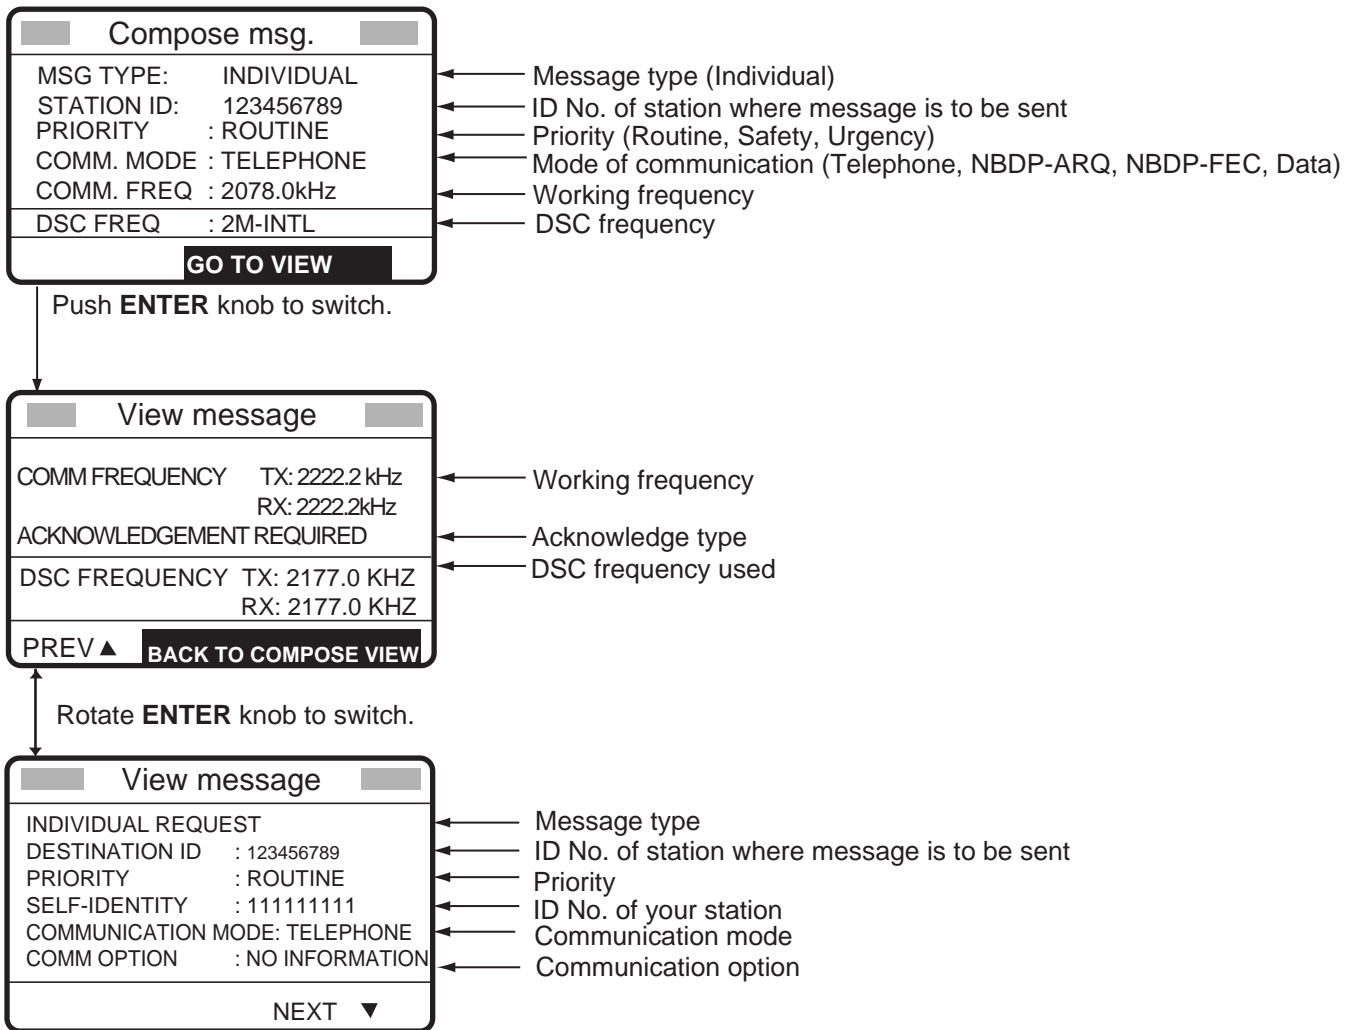 Compose msg.
MSG TYPE: INDIVIDUAL Message type (Individual)
STATION ID: 123456789 ID No. of station where message is to be sent
PRIORITY : ROUTINE Priority (Routine, Safety, Urgency)
COMM. MODE : TELEPHONE Mode of communication (Telephone, NBDP-ARQ, NBDP-FEC, Data)
COMM. FREQ : 2078.0kHz Working frequency
DSC FREQ : 2M-INTL DSC frequency
GO TO VIEW
Push ENTER knob to switch.
View message
COMM FREQUENCY TX: 2222.2 kHz Working frequency
RX: 2222.2kHz
ACKNOWLEDGEMENT REQUIRED Acknowledge type
DSC FREQUENCY TX: 2177.0 KHZ DSC frequency used
RX: 2177.0 KHZ
PREV▲ BACK TO COMPOSE VIEW
Rotate ENTER knob to switch.
View message
INDIVIDUAL REQUEST Message type
DESTINATION ID : 123456789 ID No. of station where message is to be sent
PRIORITY : ROUTINE Priority
SELF-IDENTITY : 111111111 ID No. of your station
COMMUNICATION MODE: TELEPHONE Communication mode
COMM OPTION : NO INFORMATION Communication option
NEXT ▼